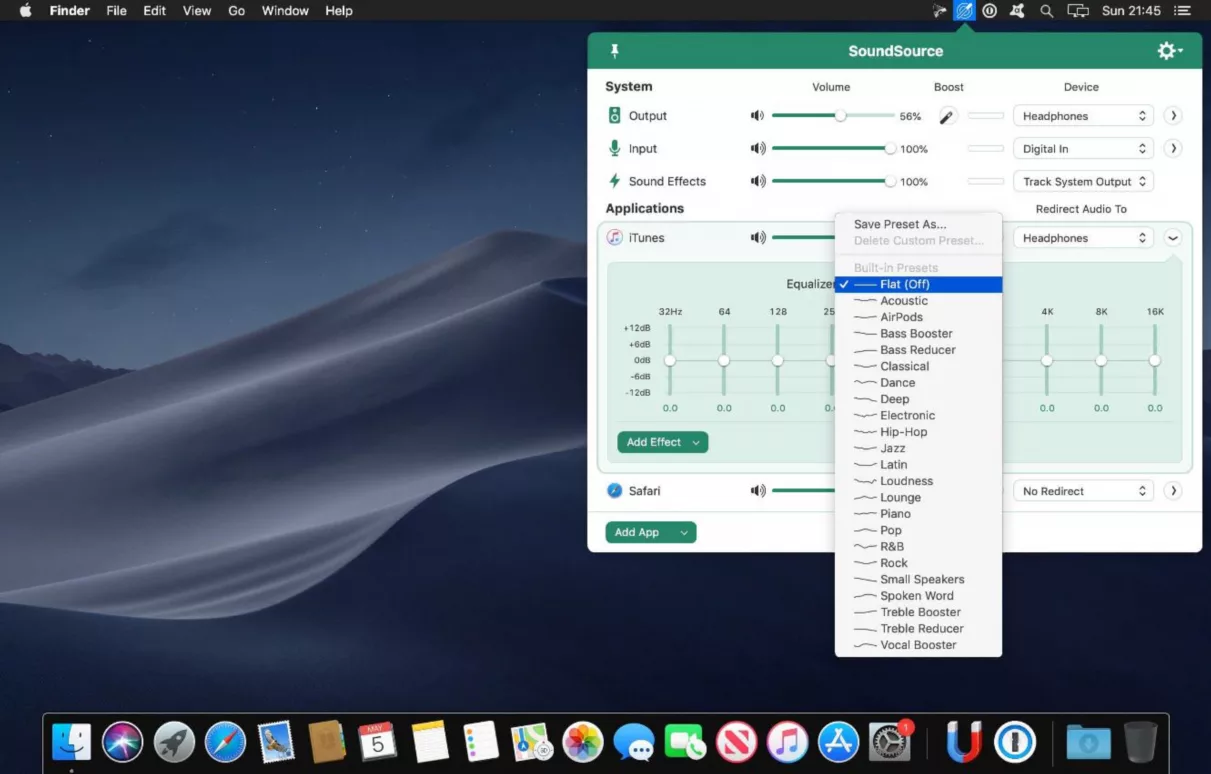 Finder File Edit View Go Window Help Sun 21:45
SoundSource
System Volume Boost Device
Output 56% Headphones
Input 100% Digital In
Sound Effects 100% Track System Output
Applications Redirect Audio To
iTunes Headphones
Save Preset As...
Delete Custom Preset...
Built-in Presets
Equalizer
Flat (Off)
32Hz 64 128 4K 8K 16K
Acoustic
AirPods
+12dB
Bass Booster
+6dB
Bass Reducer
0dB
Classical
-6dB
Dance
-12dB
Deep
0.0 0.0 0.0 0.0 0.0 0.0
Electronic
Hip-Hop
Add Effect
Jazz
Latin
Loudness
Safari No Redirect
Lounge
Piano
Add App
Pop
R&B
Rock
Small Speakers
Spoken Word
Treble Booster
Treble Reducer
Vocal Booster
MAY
5
1